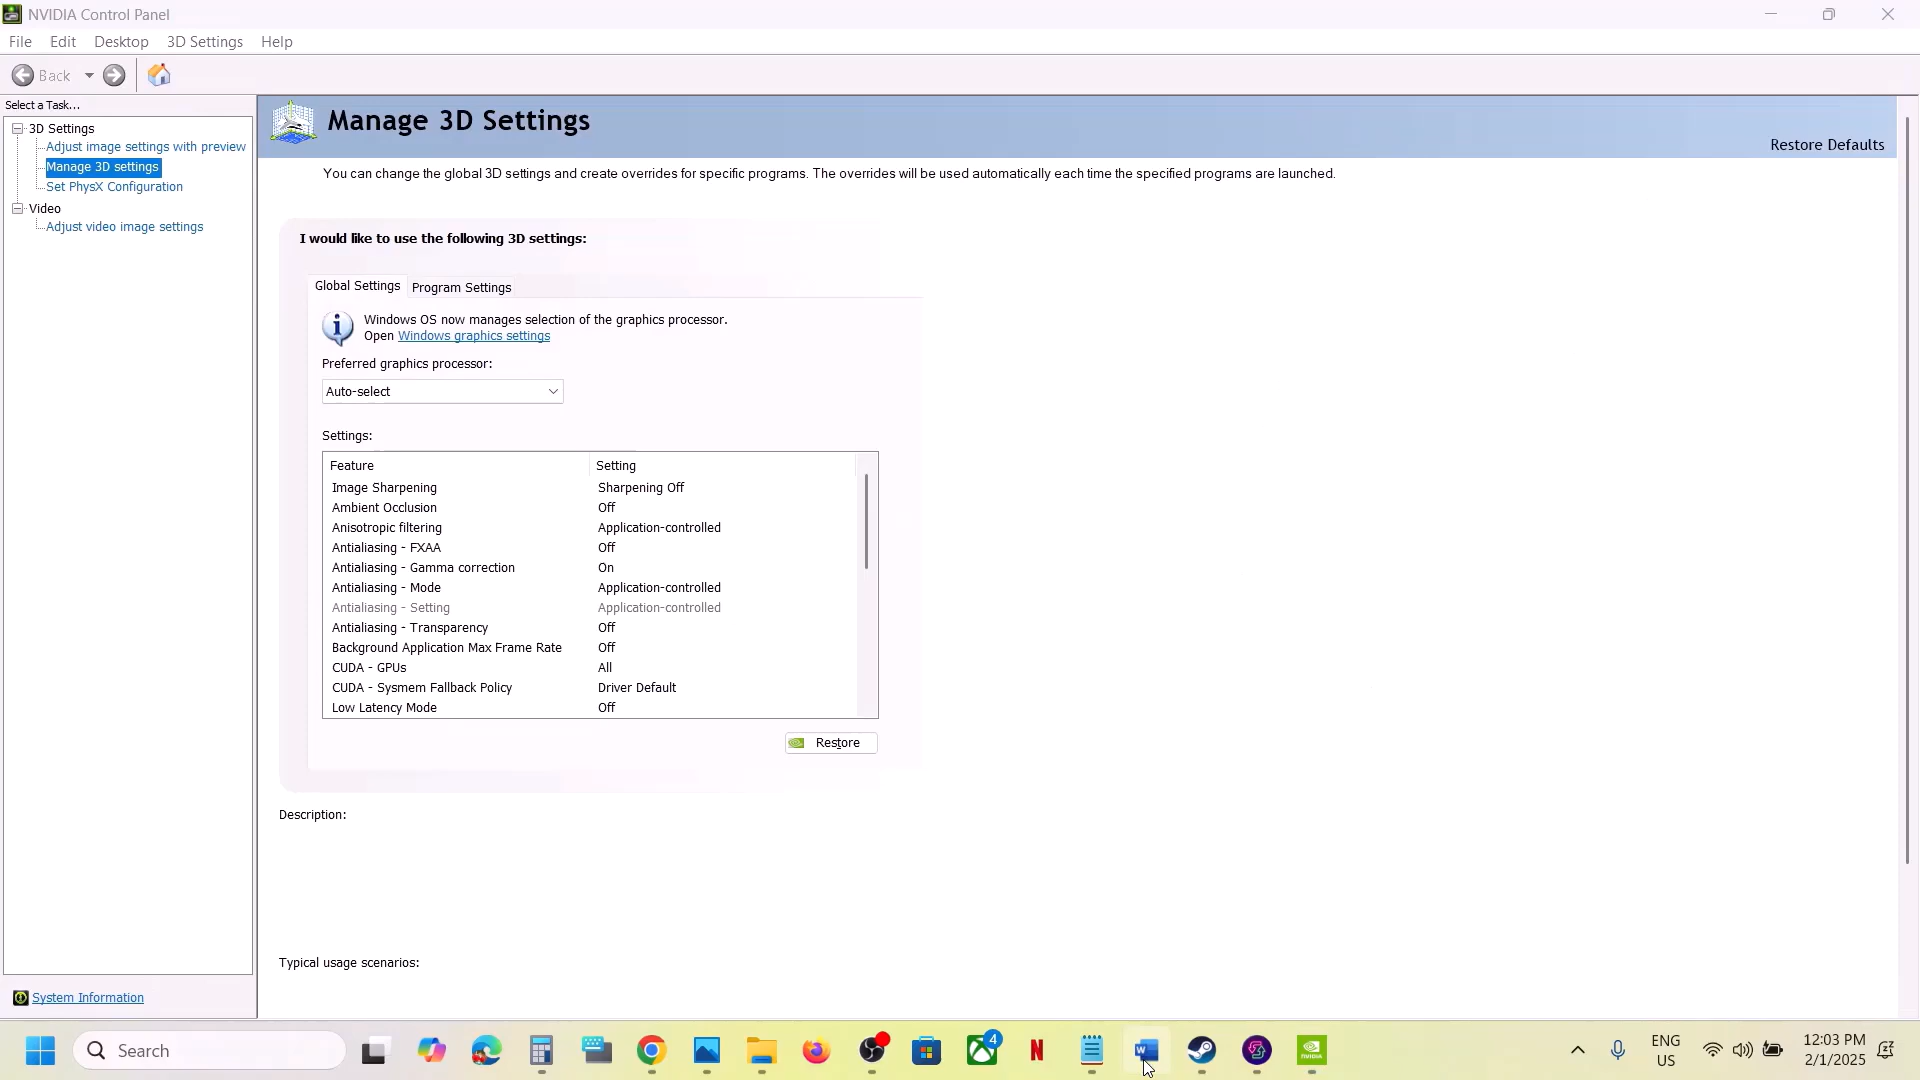 NVIDIA Control Panel
File Edit Desktop 3D Settings Help
Back
Select a Task...
3D Settings
Adjust image settings with preview
Manage 3D settings
Set PhysX Configuration
Video
Adjust video image settings
System Information
Manage 3D Settings
Restore Defaults
You can change the global 3D settings and create overrides for specific programs. The overrides will be used automatically each time the specified programs are launched.
I would like to use the following 3D settings:
Global Settings Program Settings
Windows OS now manages selection of the graphics processor.
Open Windows graphics settings
Preferred graphics processor:
Auto-select
Settings:
Feature Setting
Image Sharpening Sharpening Off
Ambient Occlusion Off
Anisotropic filtering Application-controlled
Antialiasing - FXAA Off
Antialiasing - Gamma correction On
Antialiasing - Mode Application-controlled
Antialiasing - Setting Application-controlled
Antialiasing - Transparency Off
Background Application Max Frame Rate Off
CUDA - GPUs All
CUDA - Sysmem Fallback Policy Driver Default
Low Latency Mode Off
Restore
Description:
Typical usage scenarios:
Search
4
N
W
NVIDIA
ENG
US
12:03 PM
2/1/2025